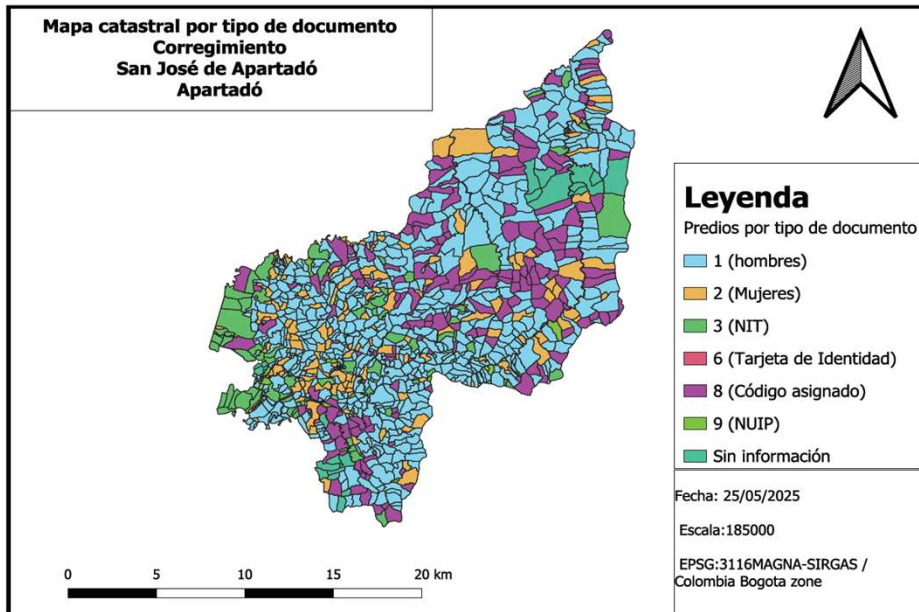 Mapa catastral por tipo de documento
Corregimiento
San José de Apartadó
Apartadó
Leyenda
Predios por tipo de documento
1 (hombres)
2 (Mujeres)
3 (NIT)
6 (Tarjeta de Identidad)
8 (Código asignado)
9 (NUIP)
Sin información
Fecha: 25/05/2025
Escala:185000
EPSG:3116MAGNA-SIRGAS /
Colombia Bogota zone
0 5 10 15 20 km